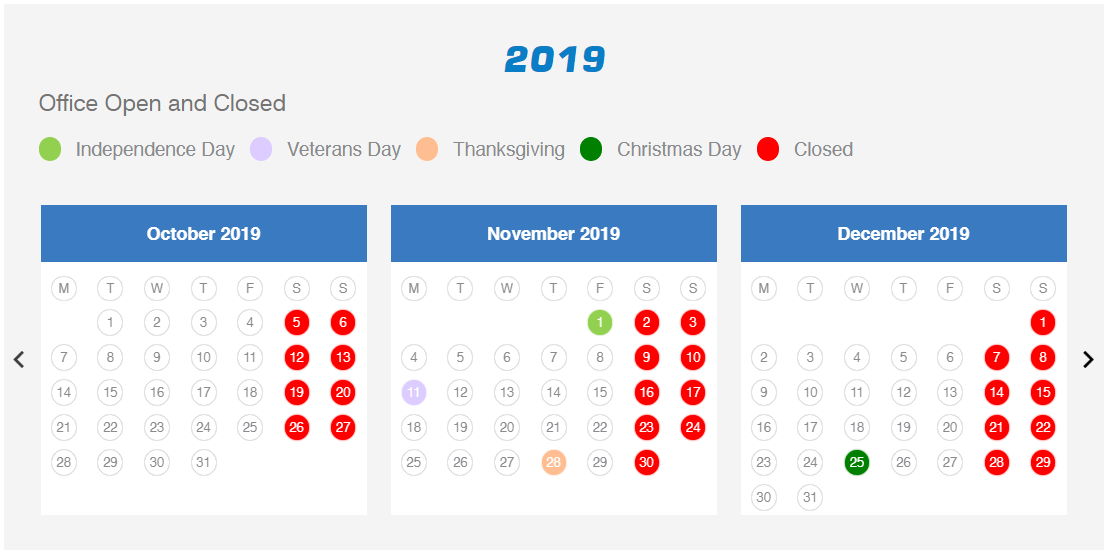 2019
Office Open and Closed
Independence Day Veterans Day Thanksgiving Christmas Day Closed
October 2019
M T W T F S S
1 2 3 4 5 6
7 8 9 10 11 12 13
14 15 16 17 18 19 20
21 22 23 24 25 26 27
28 29 30 31
November 2019
M T W T F S S
1 2 3
4 5 6 7 8 9 10
11 12 13 14 15 16 17
18 19 20 21 22 23 24
25 26 27 28 29 30
December 2019
M T W T F S S
1
2 3 4 5 6 7 8
9 10 11 12 13 14 15
16 17 18 19 20 21 22
23 24 25 26 27 28 29
30 31